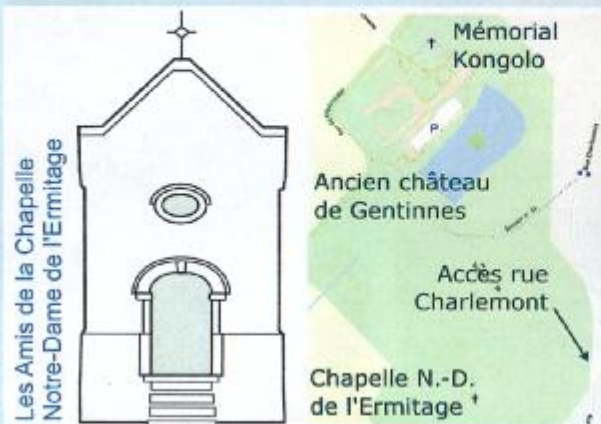 Les Amis de la Chapelle
Notre-Dame de l'Ermitage
Mémorial
Kongolo
P
Ancien château
de Gentinnes
Accès rue
Charlemont
Chapelle N.-D.
de l'Ermitage